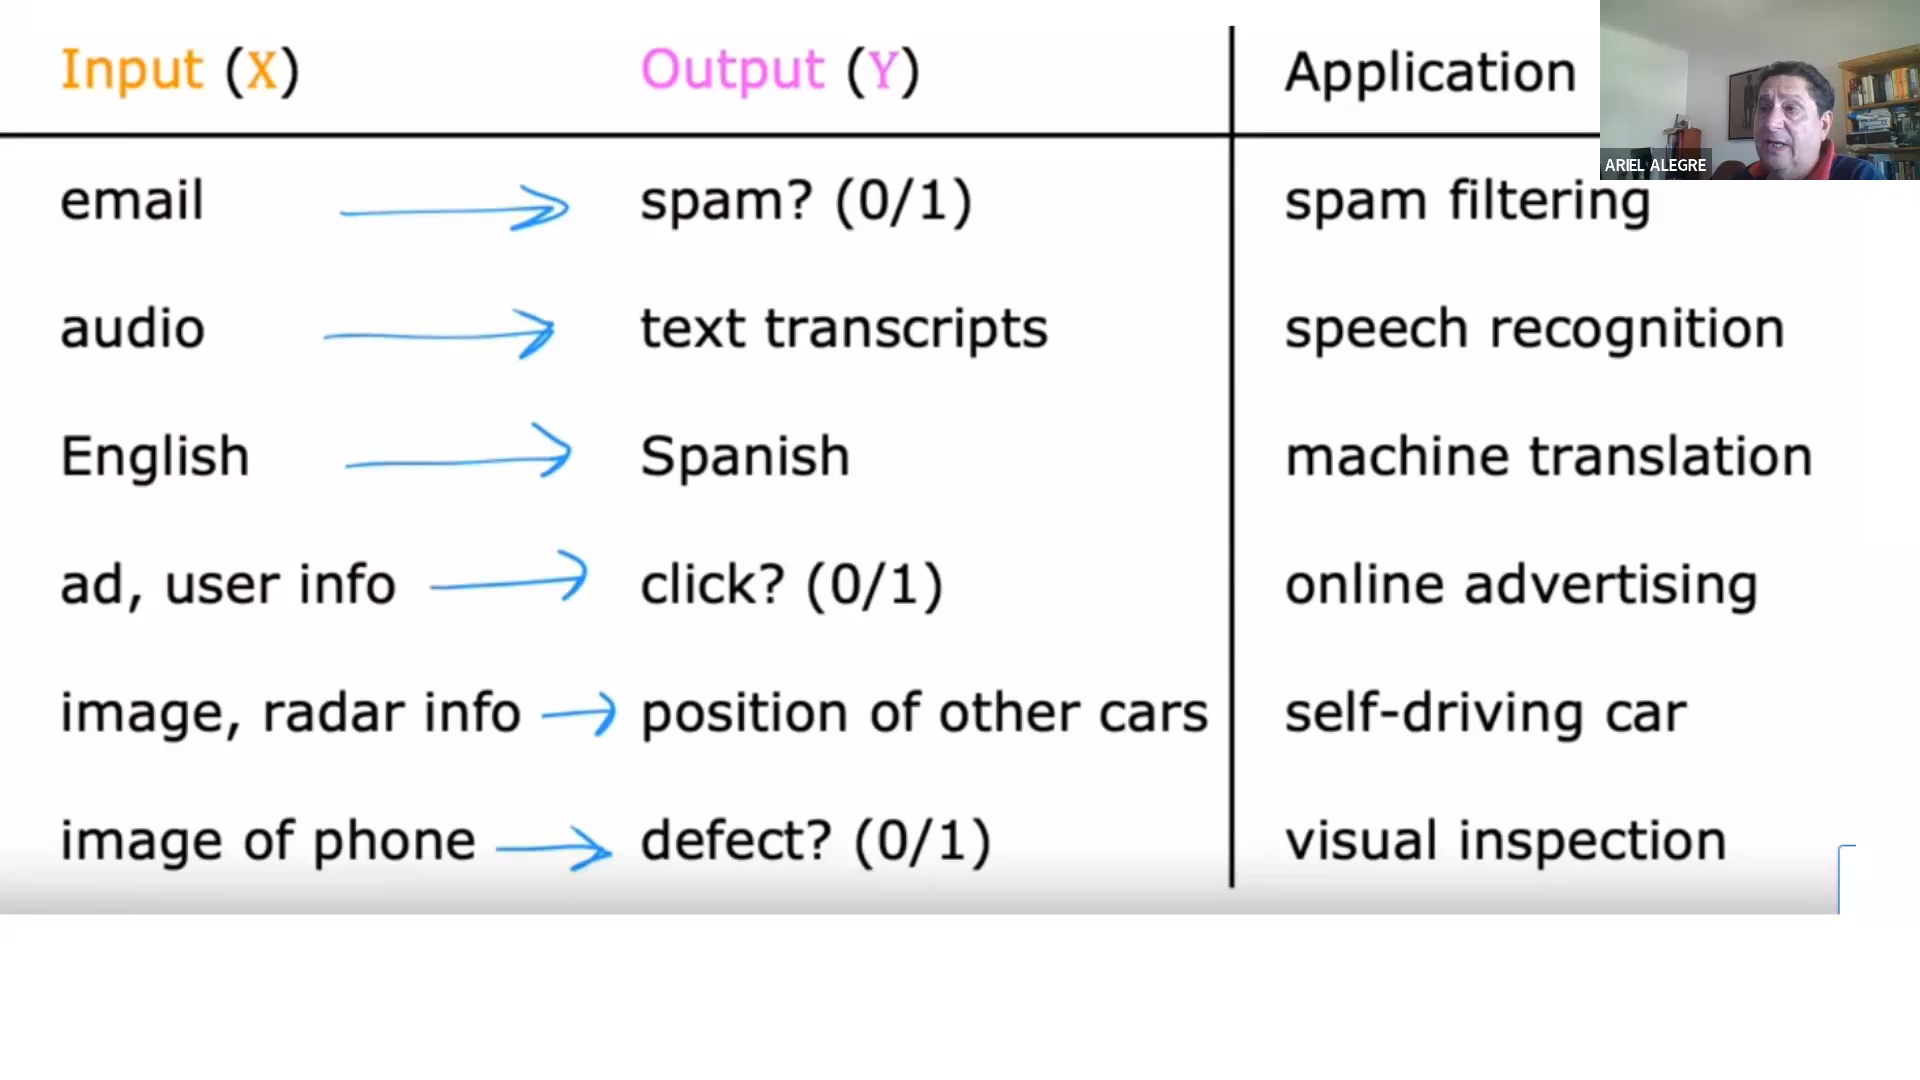 Input (X) Output (Y) Application
ARIEL ALEGRE
email spam? (0/1) spam filtering
audio text transcripts speech recognition
English Spanish machine translation
ad, user info click? (0/1) online advertising
image, radar info position of other cars self-driving car
image of phone defect? (0/1) visual inspection